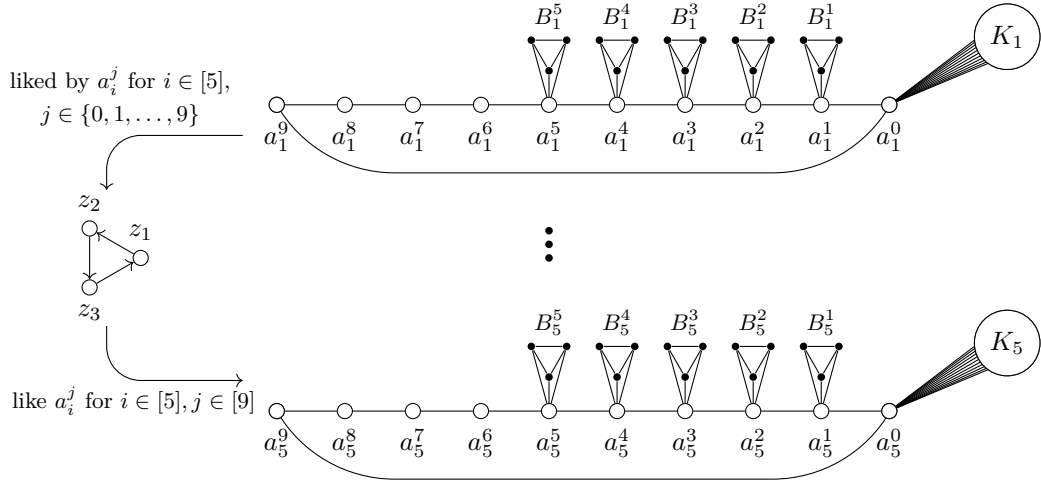 B_1^5 B_1^4 B_1^3 B_1^2 B_1^1
K_1
liked by a_i^j for i ∈ [5],
j ∈ {0, 1, . . . , 9}
a_1^9 a_1^8 a_1^7 a_1^6 a_1^5 a_1^4 a_1^3 a_1^2 a_1^1 a_1^0
z_2
z_1
z_3
B_5^5 B_5^4 B_5^3 B_5^2 B_5^1
K_5
like a_i^j for i ∈ [5], j ∈ [9]
a_5^9 a_5^8 a_5^7 a_5^6 a_5^5 a_5^4 a_5^3 a_5^2 a_5^1 a_5^0